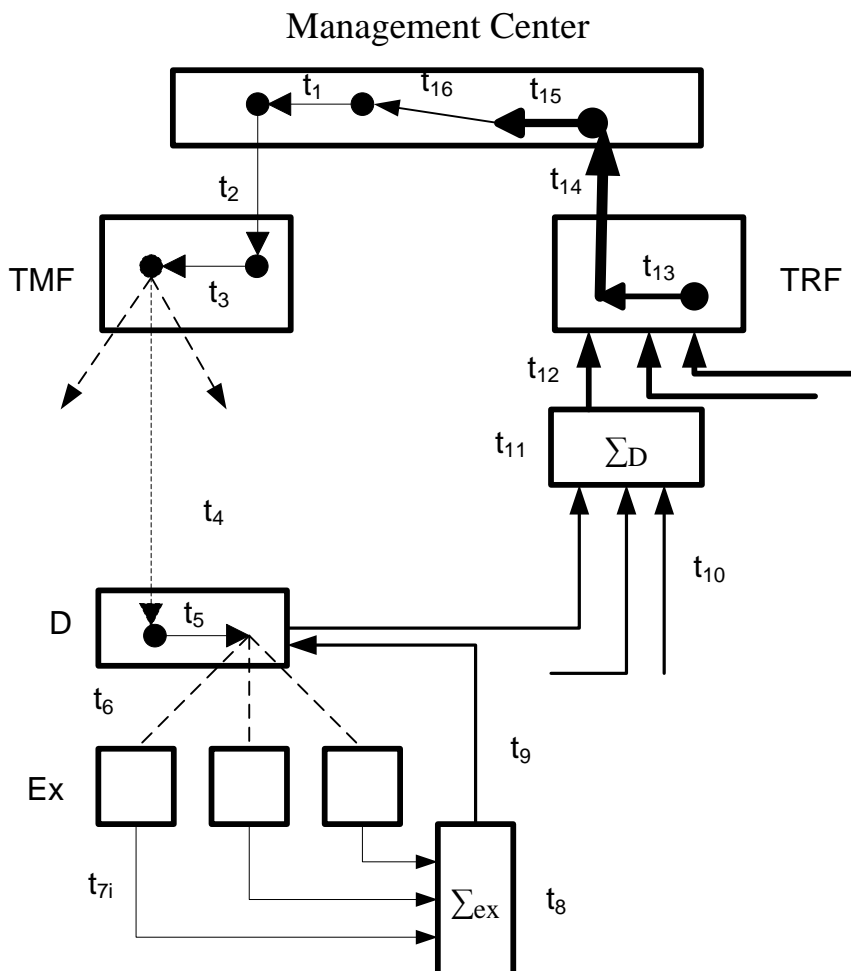 Management Center
t1
t16
t15
t2
t14
TMF
t3
t13
TRF
t12
t11
∑D
t4
t10
D
t5
t6
t9
Ex
t7i
∑ex
t8